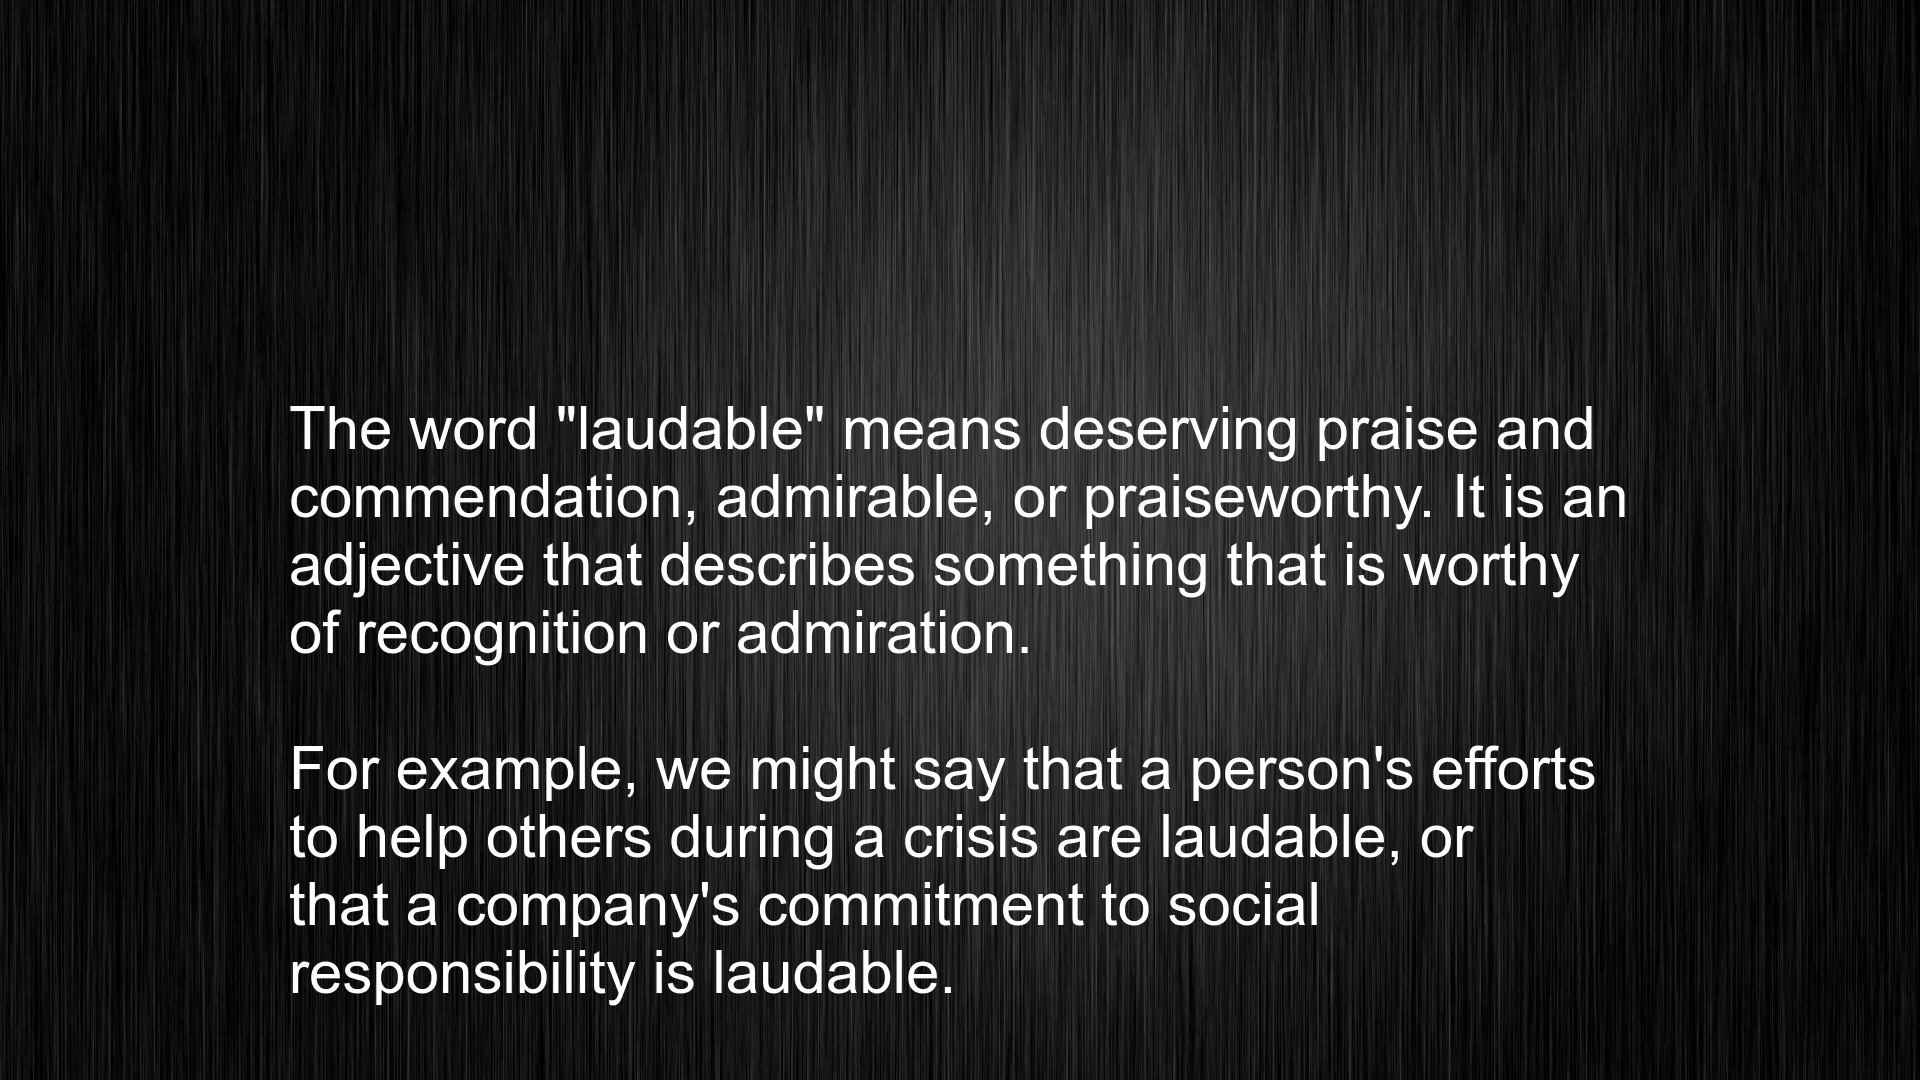 The word "laudable" means deserving praise and
commendation, admirable, or praiseworthy. It is an
adjective that describes something that is worthy
of recognition or admiration.
For example, we might say that a person's efforts
to help others during a crisis are laudable, or
that a company's commitment to social
responsibility is laudable.